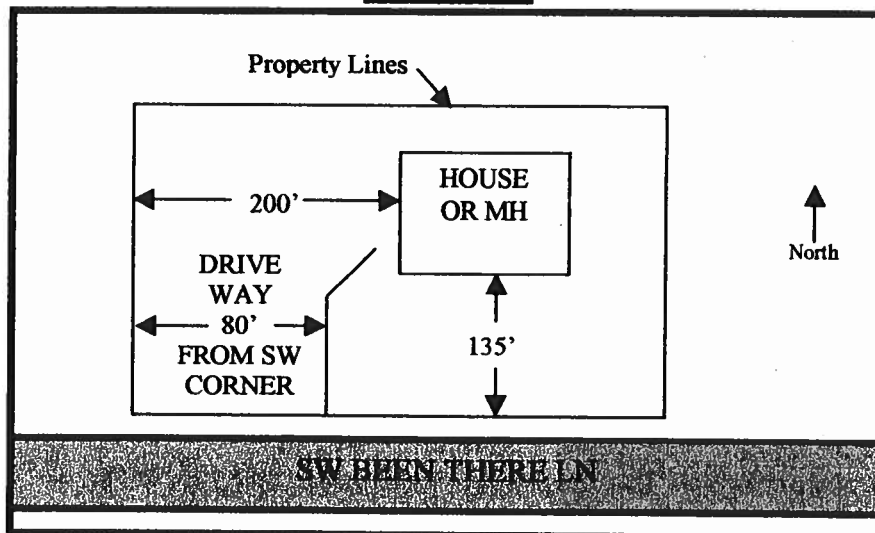 Property Lines
HOUSE
OR MH
200’
North
DRIVE
WAY
80’
FROM SW
CORNER
135’
SW BEEN THERE LN